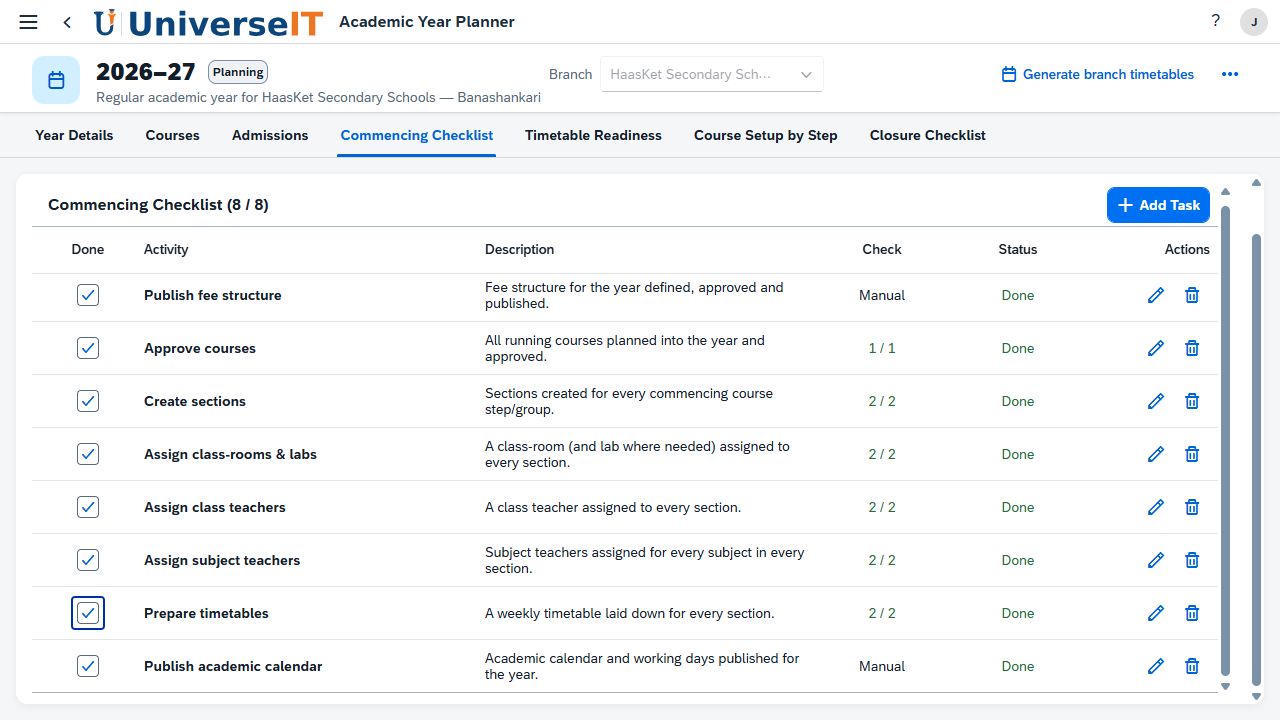 UniverseIT
Academic Year Planner
?
J
2026–27
Planning
Regular academic year for HaasKet Secondary Schools — Banashankari
Branch
HaasKet Secondary Sch...
Generate branch timetables
Year Details
Courses
Admissions
Commencing Checklist
Timetable Readiness
Course Setup by Step
Closure Checklist
Commencing Checklist (8 / 8)
Add Task
Done Activity Description Check Status Actions
Publish fee structure
Fee structure for the year defined, approved and
published.
Manual
Done
Approve courses
All running courses planned into the year and
approved.
1 / 1
Done
Create sections
Sections created for every commencing course
step/group.
2 / 2
Done
Assign class-rooms & labs
A class-room (and lab where needed) assigned to
every section.
2 / 2
Done
Assign class teachers
A class teacher assigned to every section.
2 / 2
Done
Assign subject teachers
Subject teachers assigned for every subject in every
section.
2 / 2
Done
Prepare timetables
A weekly timetable laid down for every section.
2 / 2
Done
Publish academic calendar
Academic calendar and working days published for
the year.
Manual
Done